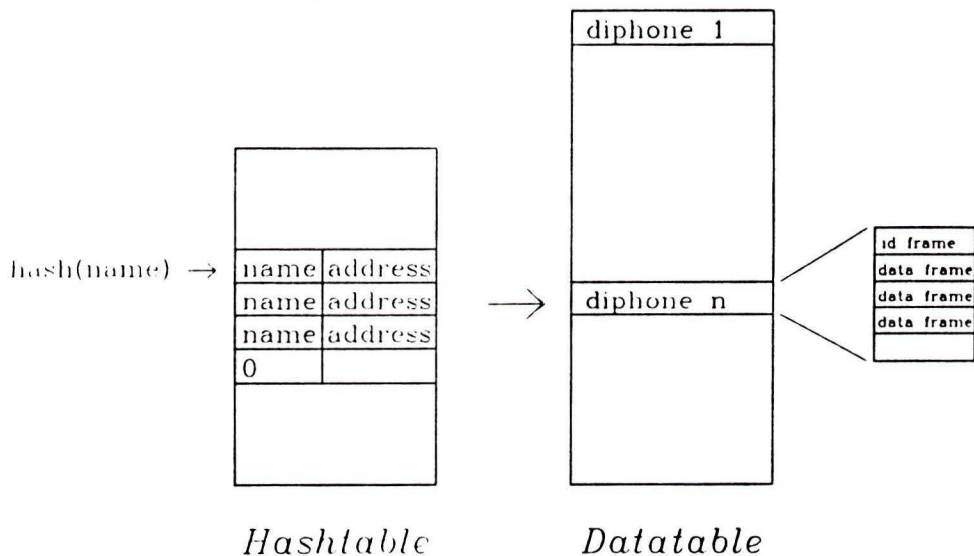 diphone 1
hash(name) →
name address
name address
name address
0
diphone n
id frame
data frame
data frame
data frame
Hashtable
Datatable